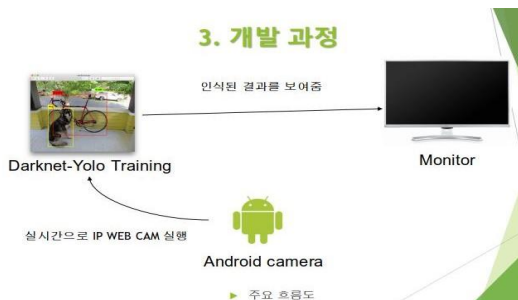 3. 개발 과정
인식된 결과를 보여줌
Darknet-Yolo Training
Monitor
실시간으로 IP WEB CAM 실행
Android camera
주요 흐름도